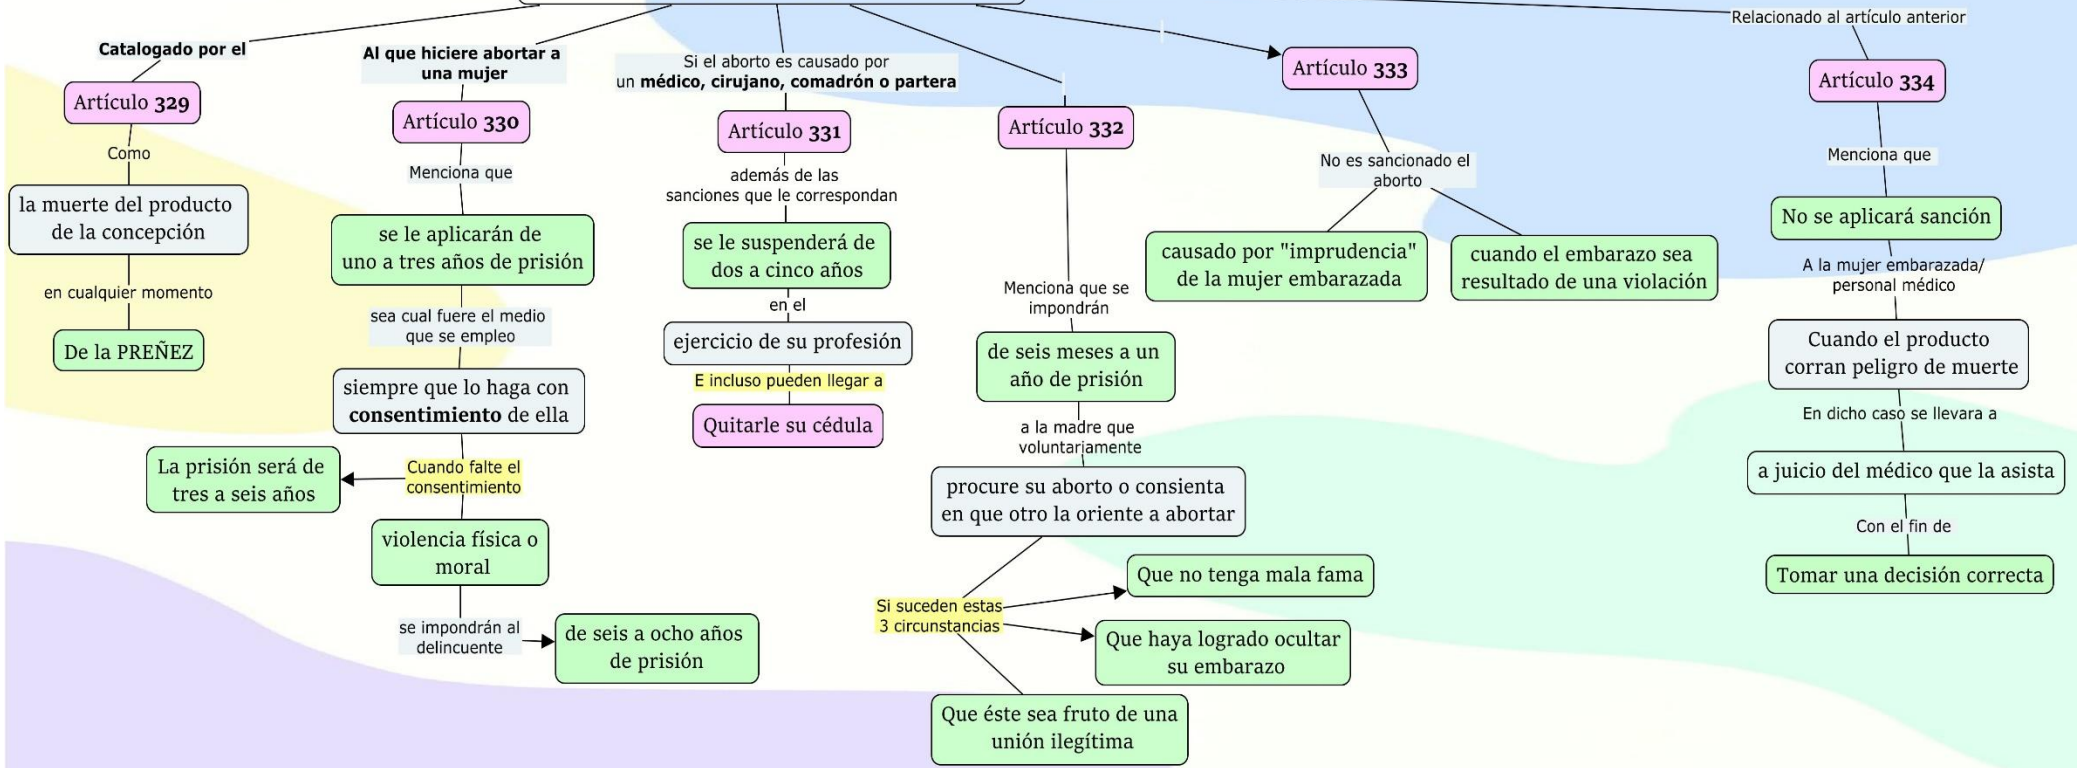 Catalogado por el
Artículo 329
Como
la muerte del producto
de la concepción
en cualquier momento
De la PREÑEZ
Al que hiciere abortar a
una mujer
Artículo 330
Menciona que
se le aplicarán de
uno a tres años de prisión
sea cual fuere el medio
que se empleo
siempre que lo haga con
consentimiento de ella
Cuando falte el
consentimiento
La prisión será de
tres a seis años
violencia física o
moral
se impondrán al
delincuente
de seis a ocho años
de prisión
Si el aborto es causado por
un médico, cirujano, comadrón o partera
Artículo 331
además de las
sanciones que le correspondan
se le suspenderá de
dos a cinco años
en el
ejercicio de su profesión
E incluso pueden llegar a
Quitarle su cédula
Artículo 332
Menciona que se
impondrán
de seis meses a un
año de prisión
a la madre que
voluntariamente
procure su aborto o consienta
en que otro la oriente a abortar
Si suceden estas
3 circunstancias
Que no tenga mala fama
Que haya logrado ocultar
su embarazo
Que éste sea fruto de una
unión ilegítima
Artículo 333
No es sancionado el
aborto
causado por "imprudencia"
de la mujer embarazada
cuando el embarazo sea
resultado de una violación
Relacionado al artículo anterior
Artículo 334
Menciona que
No se aplicará sanción
A la mujer embarazada/
personal médico
Cuando el producto
corran peligro de muerte
En dicho caso se llevara a
a juicio del médico que la asista
Con el fin de
Tomar una decisión correcta